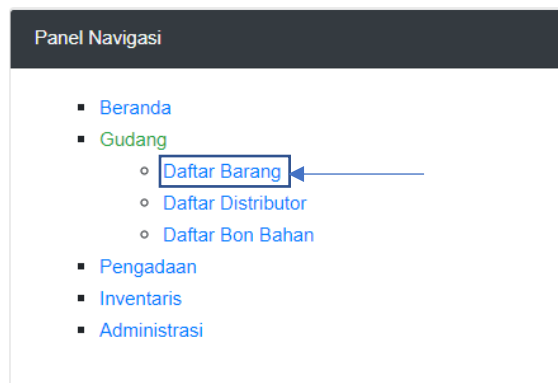 Panel Navigasi
Beranda
Gudang
Daftar Barang
Daftar Distributor
Daftar Bon Bahan
Pengadaan
Inventaris
Administrasi